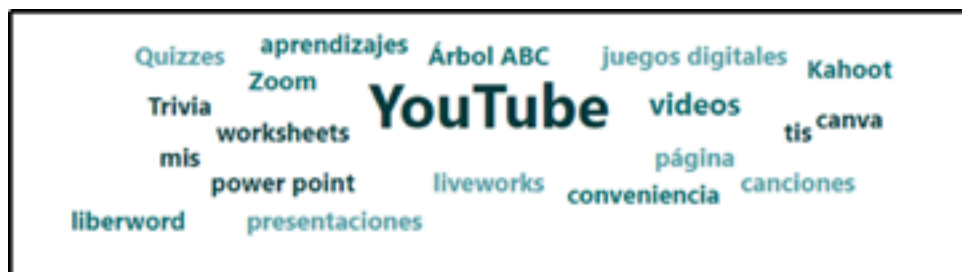 Quizzes aprendizajes Árbol ABC juegos digitales Kahoot
Zoom
Trivia YouTube videos
worksheets tis canva
mis página
power point liveworks conveniencia canciones
liberword presentaciones